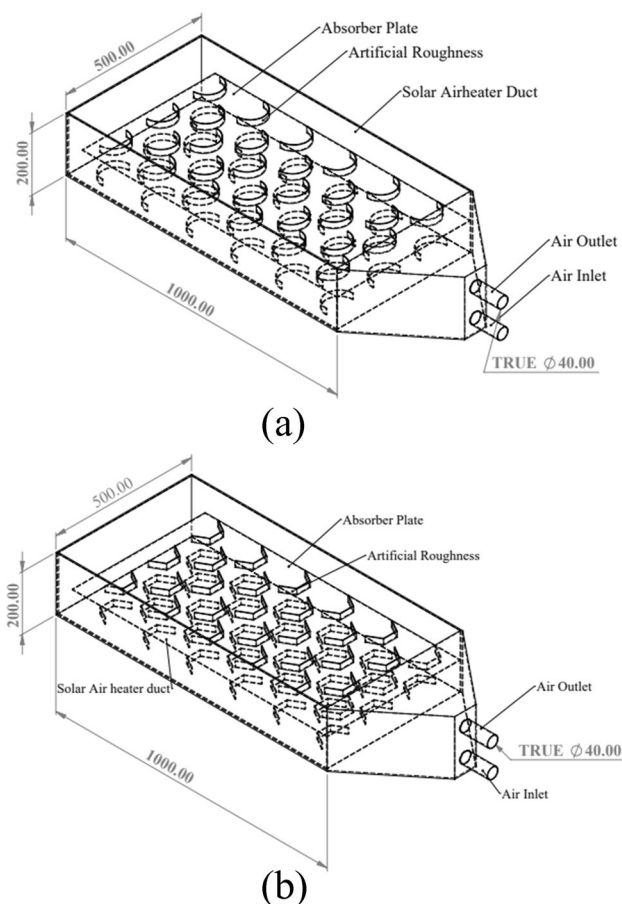 500.00
Absorber Plate
Artificial Roughness
Solar Airheater Duct
200.00
Air Outlet
Air Inlet
1000.00
TRUE ∅40.00
(a)
500.00
Absorber Plate
Artificial Roughness
200.00
Solar Air heater duct
Air Outlet
TRUE ∅40.00
1000.00
Air Inlet
(b)